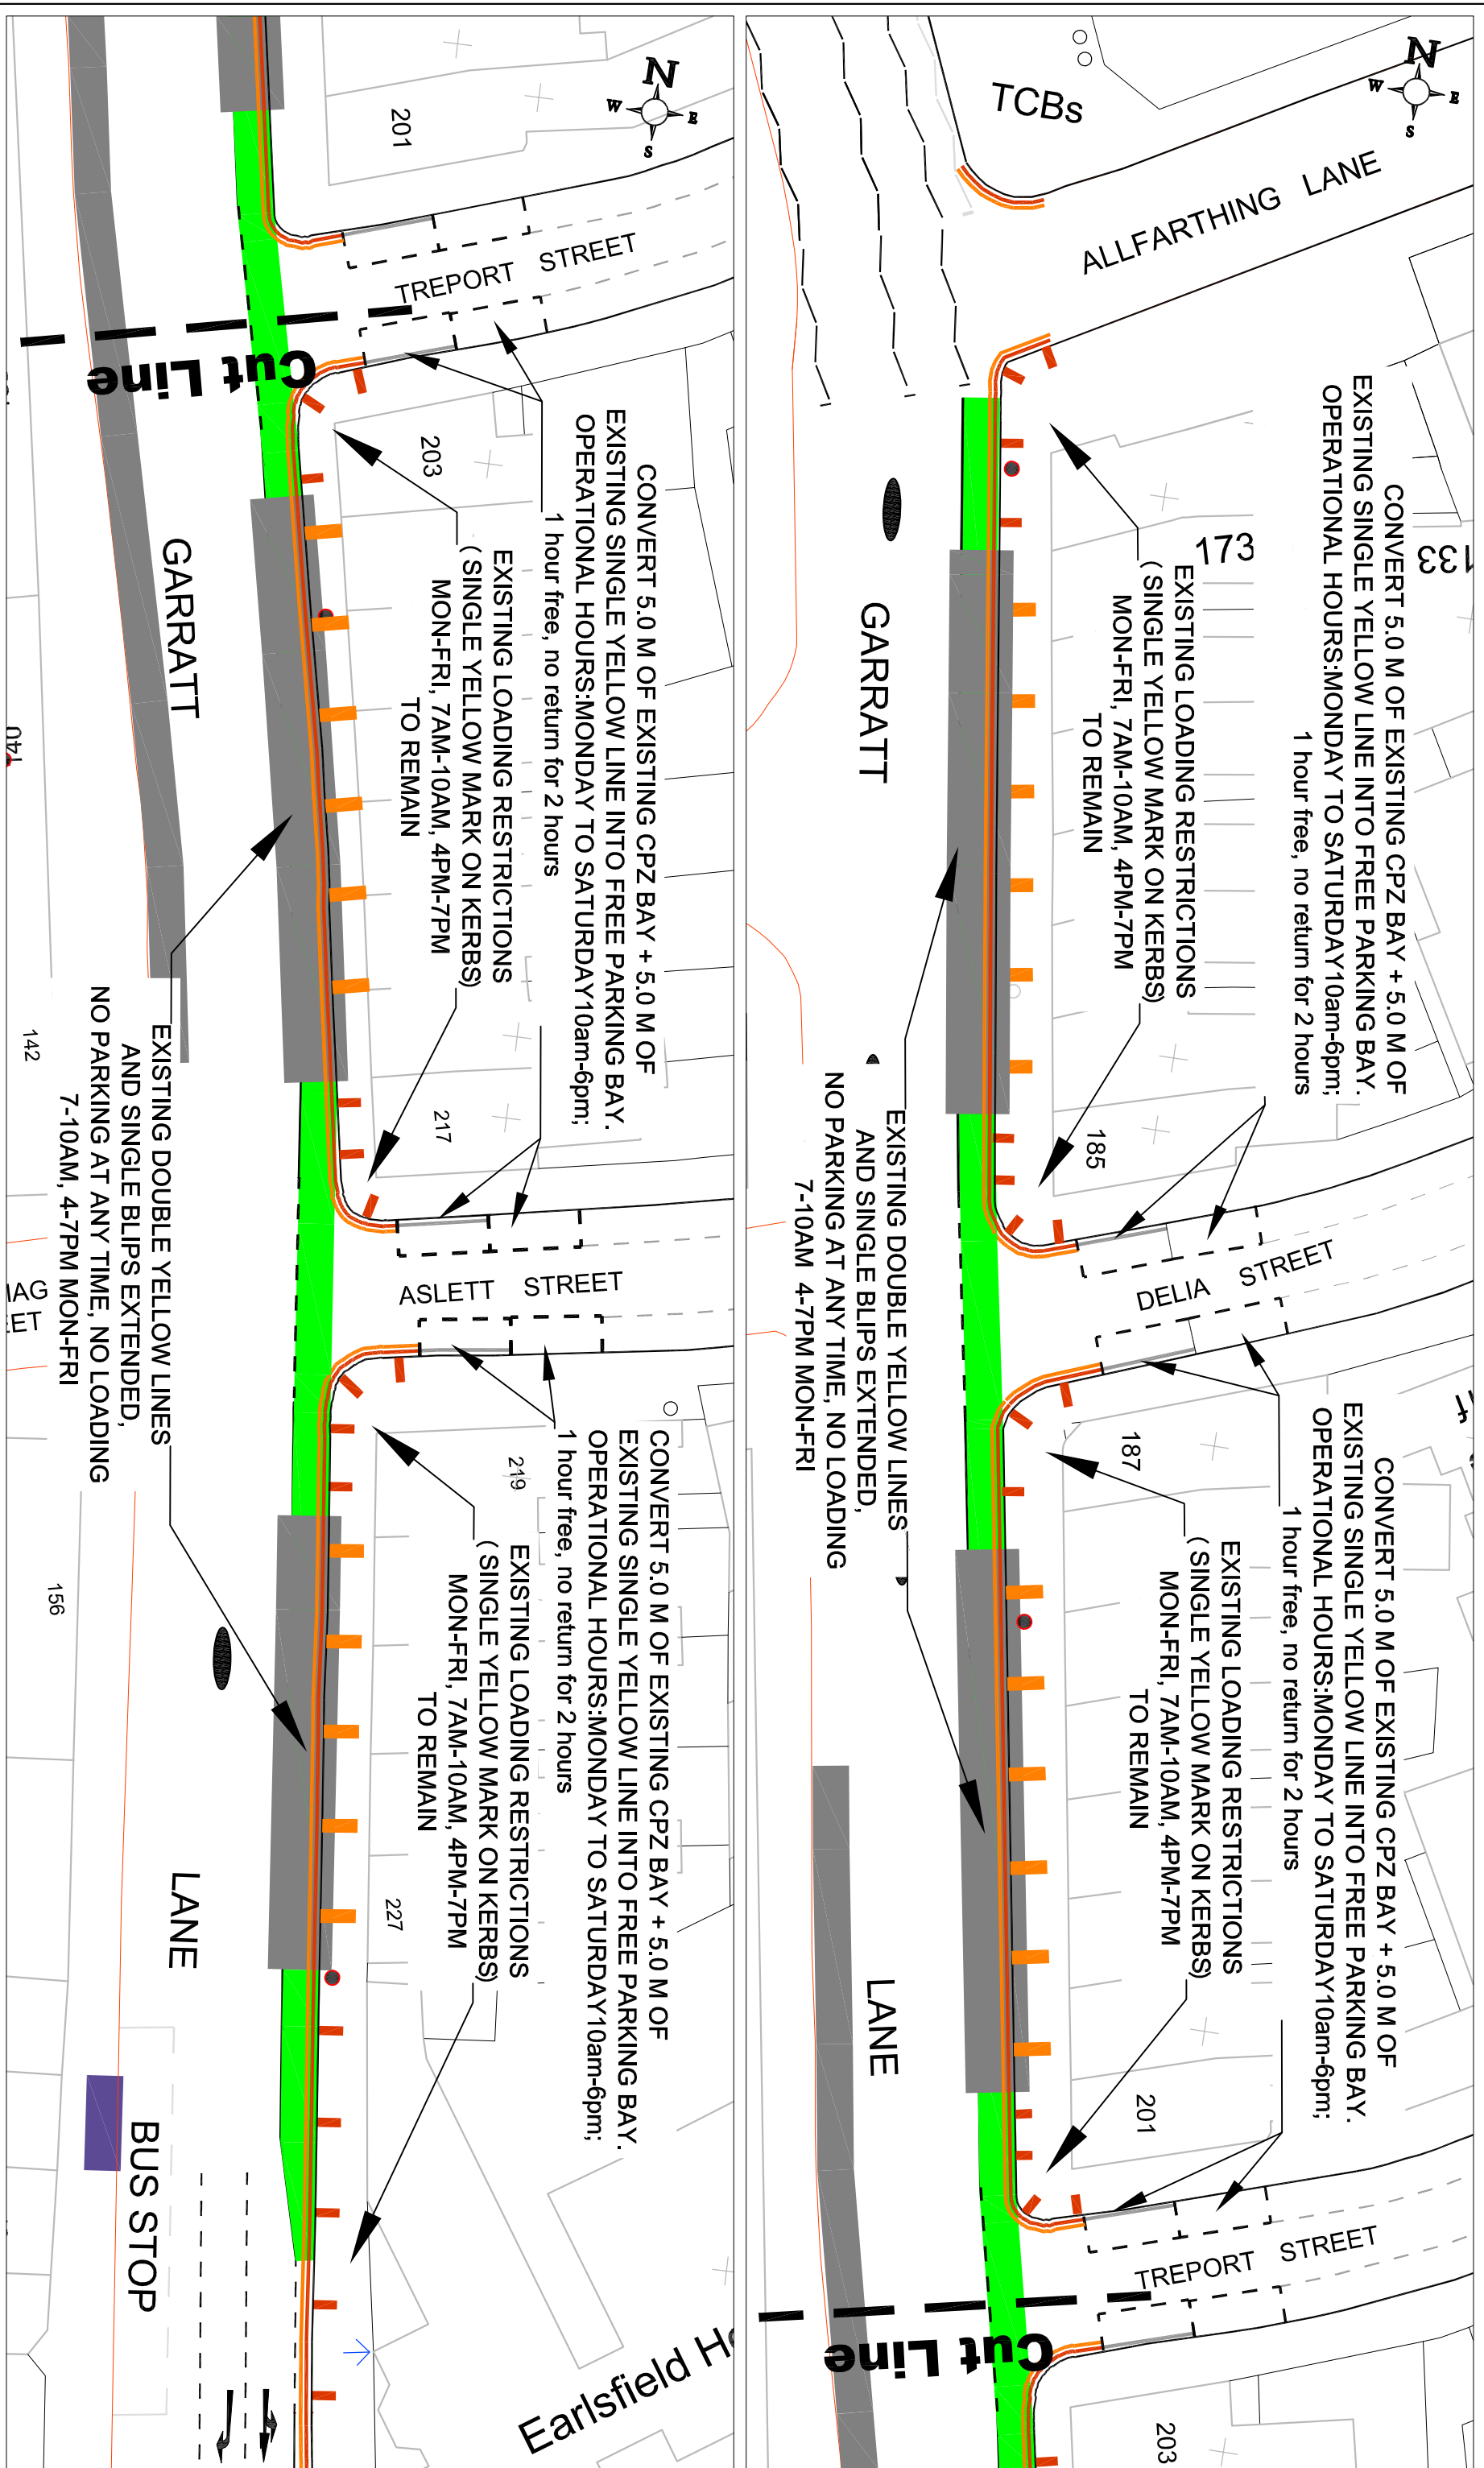 N
W
E
S
TCBs
ALLFARTHING LANE
133
173
CONVERT 5.0 M OF EXISTING CPZ BAY + 5.0 M OF
EXISTING SINGLE YELLOW LINE INTO FREE PARKING BAY.
OPERATIONAL HOURS:MONDAY TO SATURDAY10am-6pm;
1 hour free, no return for 2 hours
EXISTING LOADING RESTRICTIONS
( SINGLE YELLOW MARK ON KERBS)
MON-FRI, 7AM-10AM, 4PM-7PM
TO REMAIN
185
DELIA STREET
GARRATT
EXISTING DOUBLE YELLOW LINES
AND SINGLE BLIPS EXTENDED,
NO PARKING AT ANY TIME, NO LOADING
7-10AM 4-7PM MON-FRI
187
CONVERT 5.0 M OF EXISTING CPZ BAY + 5.0 M OF
EXISTING SINGLE YELLOW LINE INTO FREE PARKING BAY.
OPERATIONAL HOURS:MONDAY TO SATURDAY10am-6pm;
1 hour free, no return for 2 hours
EXISTING LOADING RESTRICTIONS
( SINGLE YELLOW MARK ON KERBS)
MON-FRI, 7AM-10AM, 4PM-7PM
TO REMAIN
201
LANE
TREPORT STREET
Cut Line
203
N
W
E
S
201
TREPORT STREET
Cut Line
203
CONVERT 5.0 M OF EXISTING CPZ BAY + 5.0 M OF
EXISTING SINGLE YELLOW LINE INTO FREE PARKING BAY.
OPERATIONAL HOURS:MONDAY TO SATURDAY10am-6pm;
1 hour free, no return for 2 hours
EXISTING LOADING RESTRICTIONS
( SINGLE YELLOW MARK ON KERBS)
MON-FRI, 7AM-10AM, 4PM-7PM
TO REMAIN
217
GARRATT
140
142
ASLETT STREET
EXISTING DOUBLE YELLOW LINES
AND SINGLE BLIPS EXTENDED,
NO PARKING AT ANY TIME, NO LOADING
7-10AM, 4-7PM MON-FRI
219
CONVERT 5.0 M OF EXISTING CPZ BAY + 5.0 M OF
EXISTING SINGLE YELLOW LINE INTO FREE PARKING BAY.
OPERATIONAL HOURS:MONDAY TO SATURDAY10am-6pm;
1 hour free, no return for 2 hours
EXISTING LOADING RESTRICTIONS
( SINGLE YELLOW MARK ON KERBS)
MON-FRI, 7AM-10AM, 4PM-7PM
TO REMAIN
227
156
LANE
BUS STOP
Earlsfield